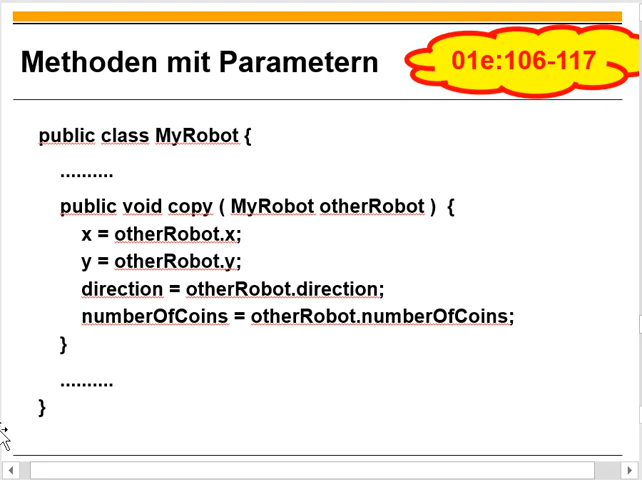 Methoden mit Parametern
01e:106-117
public class MyRobot {
..........
public void copy ( MyRobot otherRobot ) {
x = otherRobot.x;
y = otherRobot.y;
direction = otherRobot.direction;
numberOfCoins = otherRobot.numberOfCoins;
}
..........
}